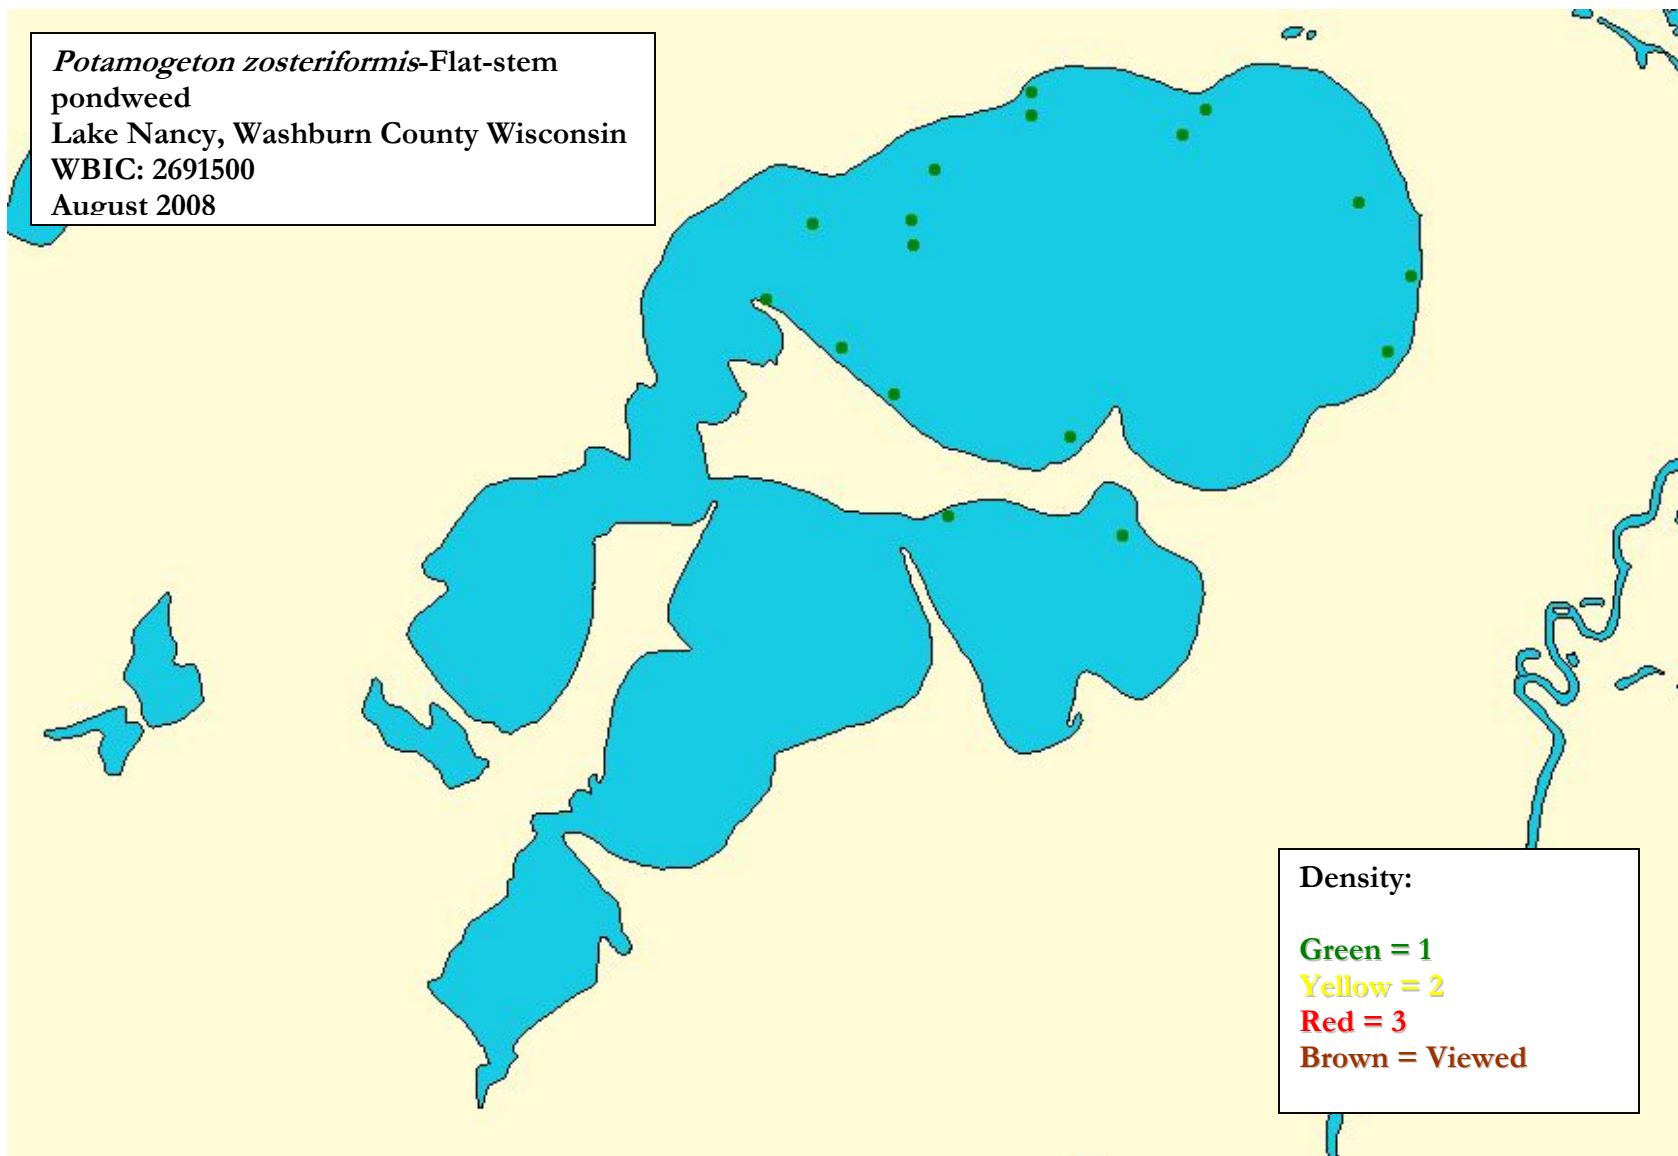 Potamogeton zosteriformis-Flat-stem
pondweed
Lake Nancy, Washburn County Wisconsin
WBIC: 2691500
August 2008
Density:
Green = 1
Yellow = 2
Red = 3
Brown = Viewed